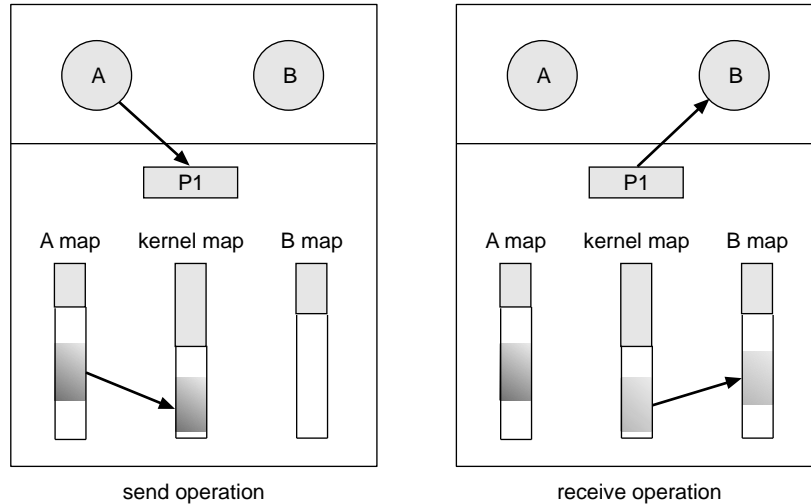 A
B
P1
A map
kernel map
B map
send operation
A
B
P1
A map
kernel map
B map
receive operation